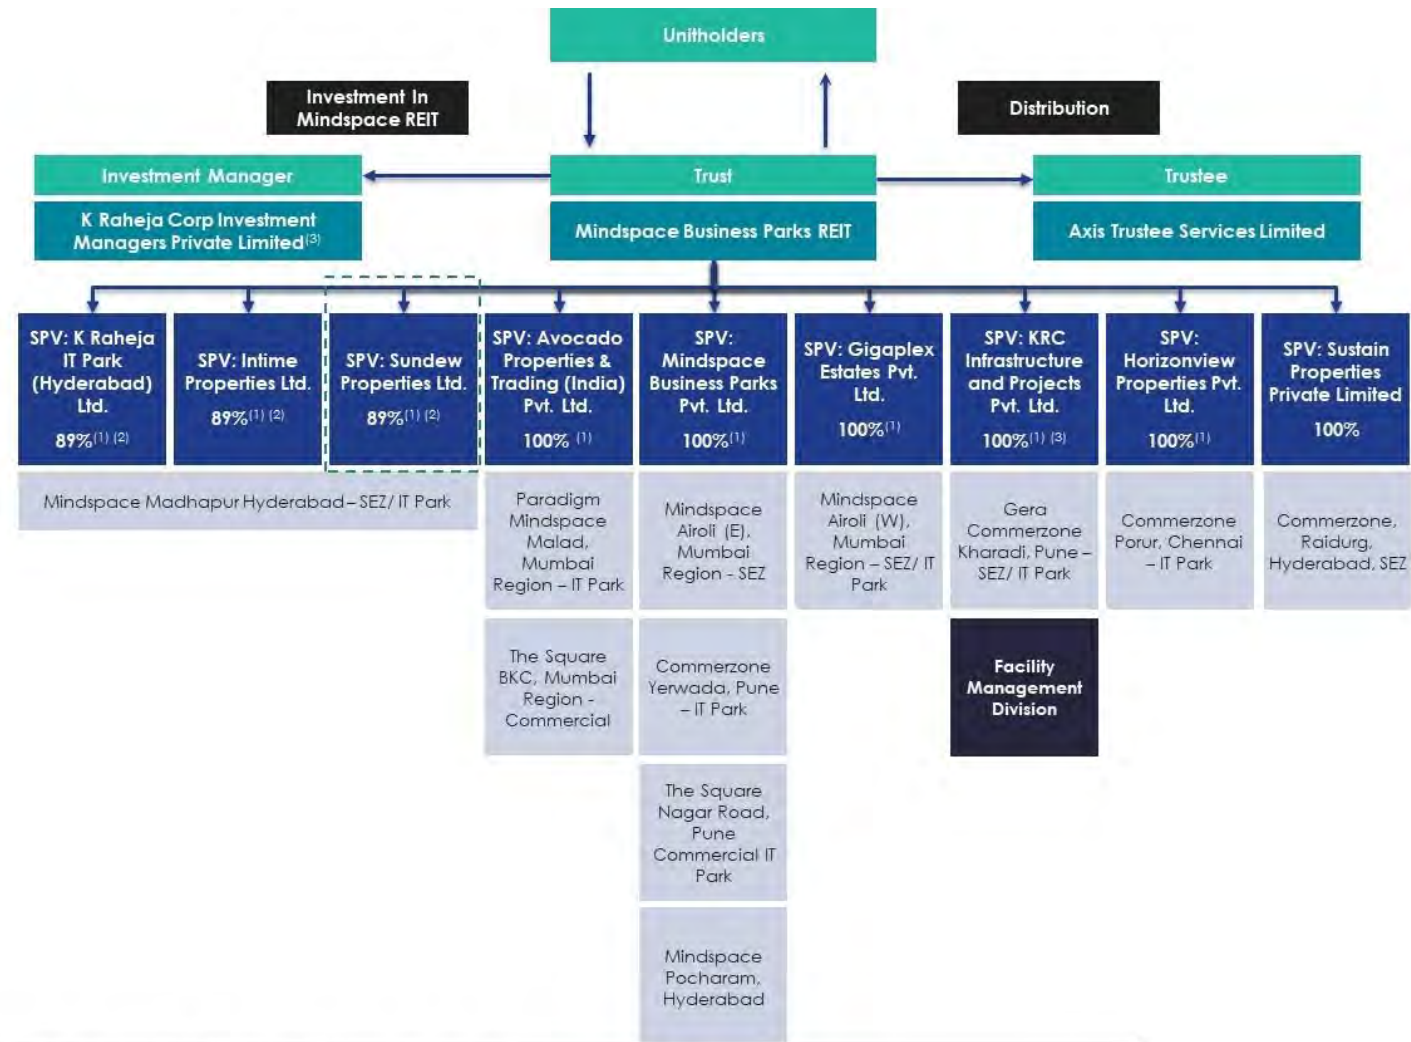 Unitholders
Investment In
Mindspace REIT
Distribution
Investment Manager
Trust
Trustee
K Raheja Corp Investment
Managers Private Limited(3)
Mindspace Business Parks REIT
Axis Trustee Services Limited
SPV: K Raheja
IT Park
(Hyderabad)
Ltd.
89%(1) (2)
SPV: Intime
Properties Ltd.
89%(1) (2)
SPV: Sundew
Properties Ltd.
89%(1) (2)
SPV: Avocado
Properties &
Trading (India)
Pvt. Ltd.
100% (1)
SPV:
Mindspace
Business Parks
Pvt. Ltd.
100%(1)
SPV: Gigaplex
Estates Pvt.
Ltd.
100%(1)
SPV: KRC
Infrastructure
and Projects
Pvt. Ltd.
100%(1) (3)
SPV:
Horizonview
Properties Pvt.
Ltd.
100%(1)
SPV: Sustain
Properties
Private Limited
100%
Mindspace Madhapur Hyderabad – SEZ/ IT Park
Paradigm
Mindspace
Malad,
Mumbai
Region – IT Park
Mindspace
Airoli (E),
Mumbai
Region - SEZ
Mindspace
Airoli (W),
Mumbai
Region – SEZ/ IT
Park
Gera
Commerzone
Kharadi, Pune –
SEZ/ IT Park
Commerzone
Porur, Chennai
– IT Park
Commerzone,
Raidurg,
Hyderabad, SEZ
The Square
BKC, Mumbai
Region -
Commercial
Commerzone
Yerwada, Pune
– IT Park
Facility
Management
Division
The Square
Nagar Road,
Pune
Commercial IT
Park
Mindspace
Pocharam,
Hyderabad